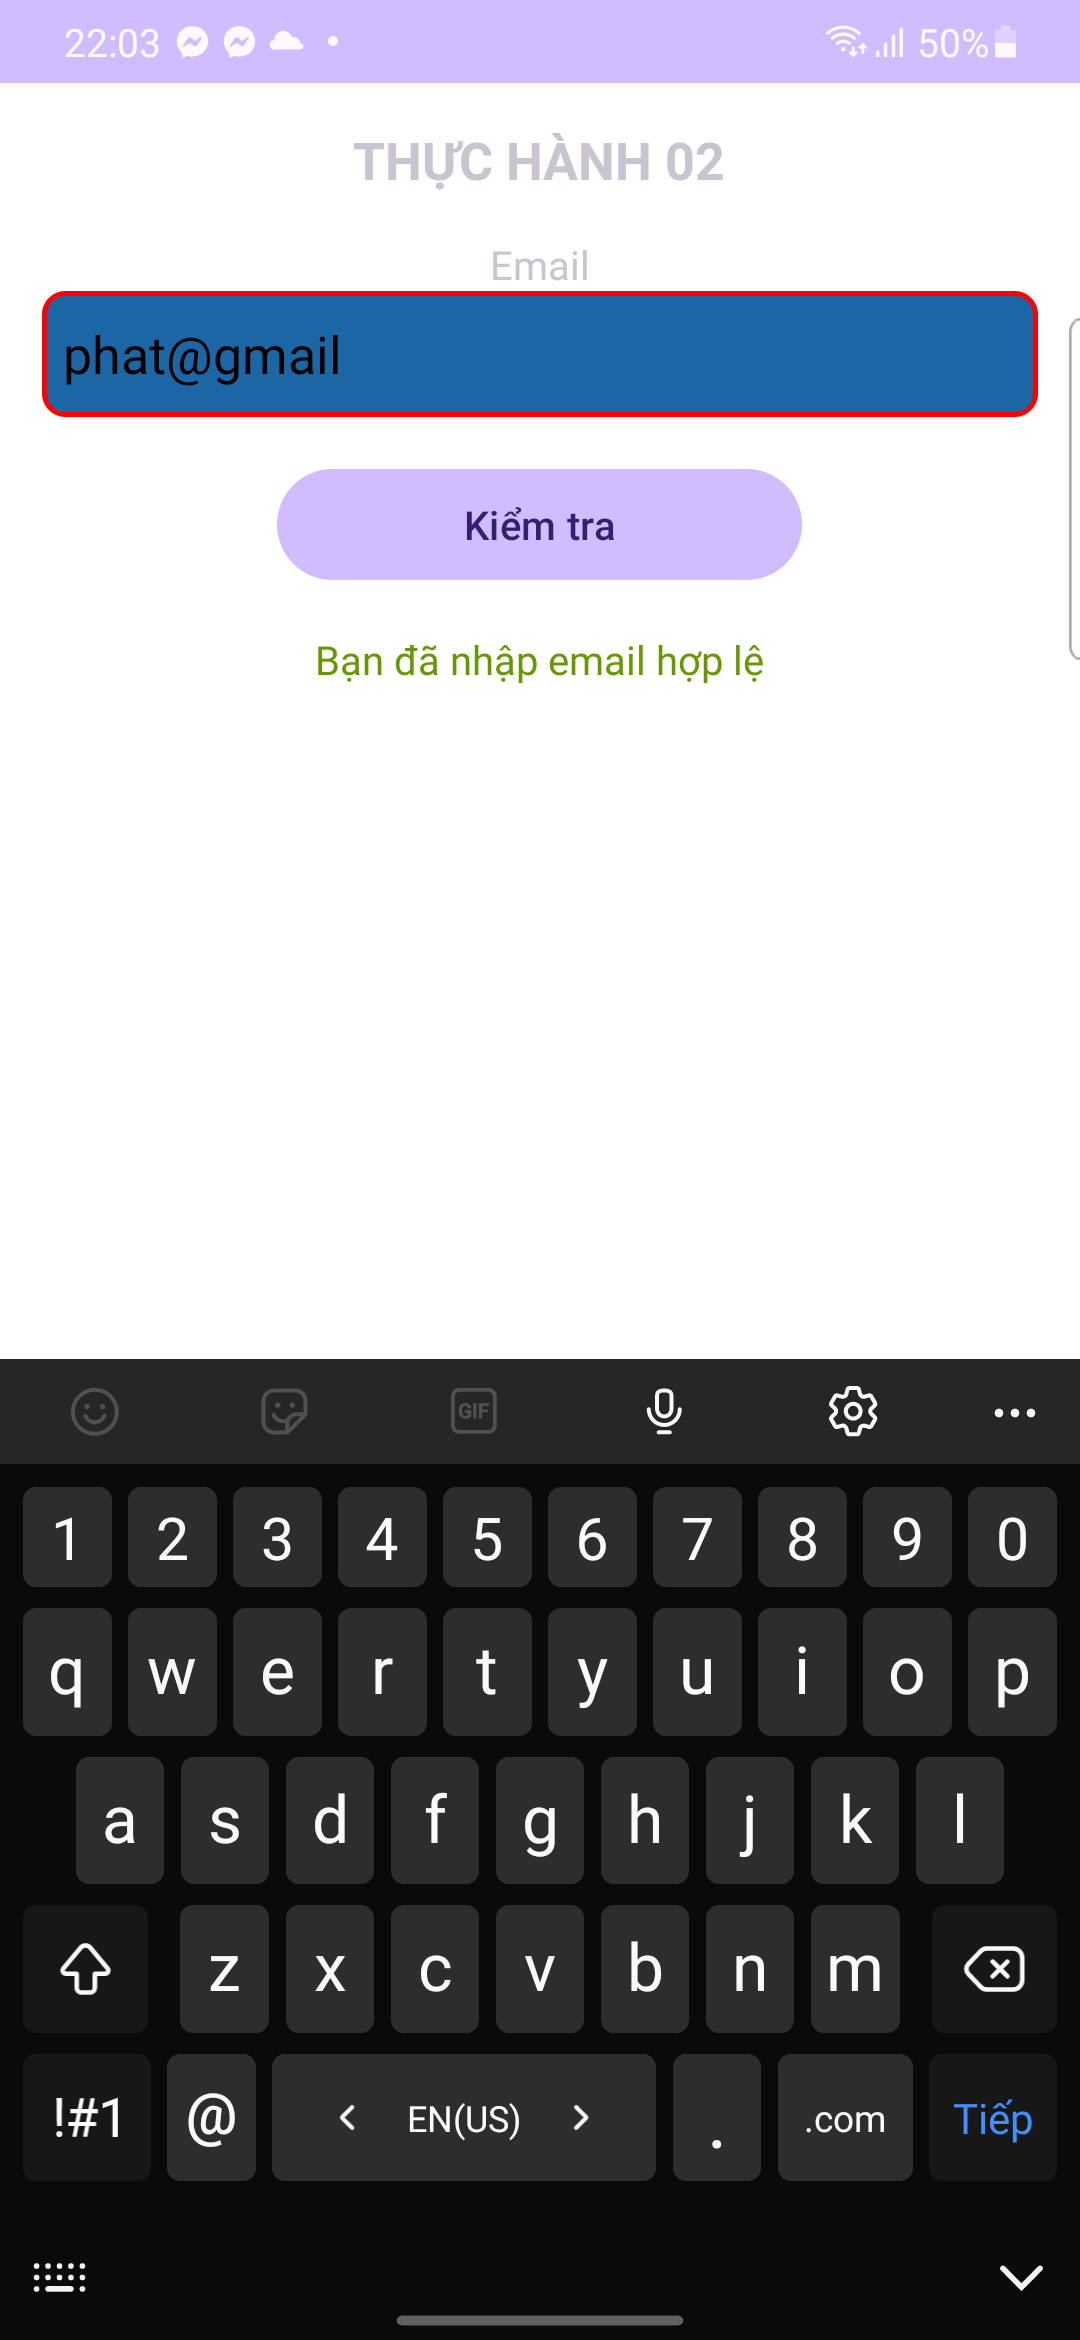 22:03 50%
THỰC HÀNH 02
Email
phat@gmail
Kiểm tra
Bạn đã nhập email hợp lệ
GIF
1 2 3 4 5 6 7 8 9 0
q w e r t y u i o p
a s d f g h j k l
z x c v b n m
!#1 @ < EN(US) > . .com Tiếp